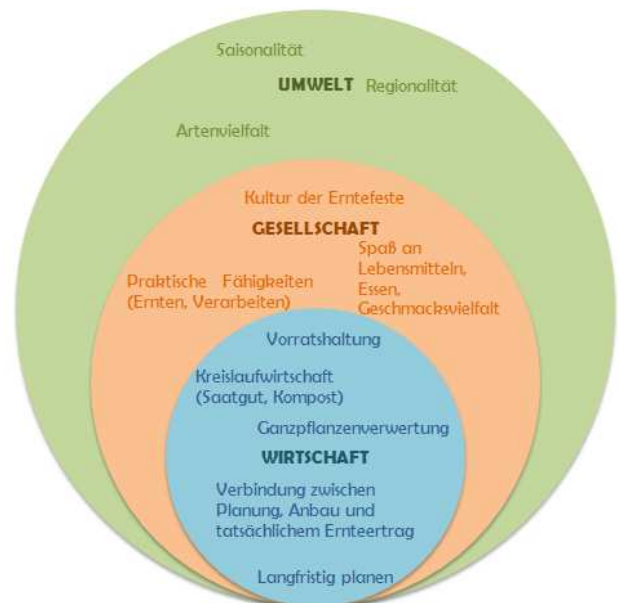 Saisonalität
UMWELT Regionalität
Artenvielfalt
Kultur der Erntefeste
GESELLSCHAFT
Spaß an
Lebensmitteln,
Essen,
Geschmacksvielfalt
Praktische Fähigkeiten
(Ernten, Verarbeiten)
Vorratshaltung
Kreislaufwirtschaft
(Saatgut, Kompost)
Ganzpflanzenverwertung
WIRTSCHAFT
Verbindung zwischen
Planung, Anbau und
tatsächlichem Ernteertrag
Langfristig planen